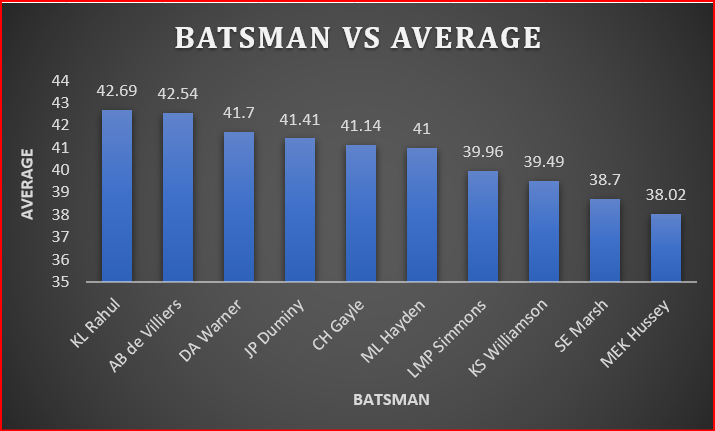 BATSMAN VS AVERAGE
AVERAGE
44
43
42
41
40
39
38
37
36
35
42.69
42.54
41.7
41.41
41.14
41
39.96
39.49
38.7
38.02
KL Rahul
AB de Villiers
DA Warner
JP Duminy
CH Gayle
ML Hayden
LMP Simmons
KS Williamson
SE Marsh
MEK Hussey
BATSMAN